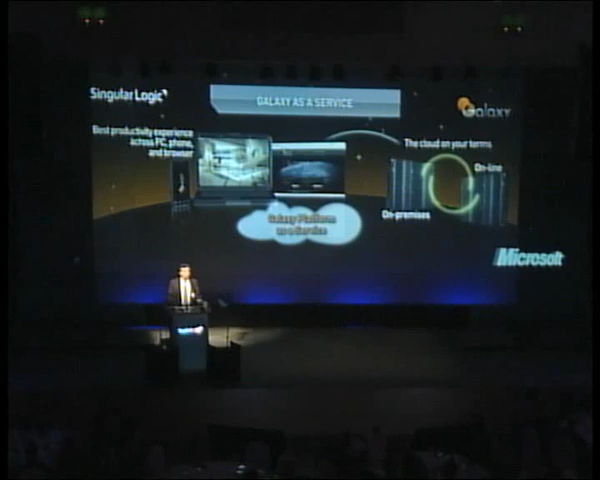 SingularLogic
GALAXY AS A SERVICE
Galaxy
Best productivity experience
across PC, phone,
and browser
The cloud on your terms
On-line
On-premises
Galaxy Platform
as a Service
Microsoft